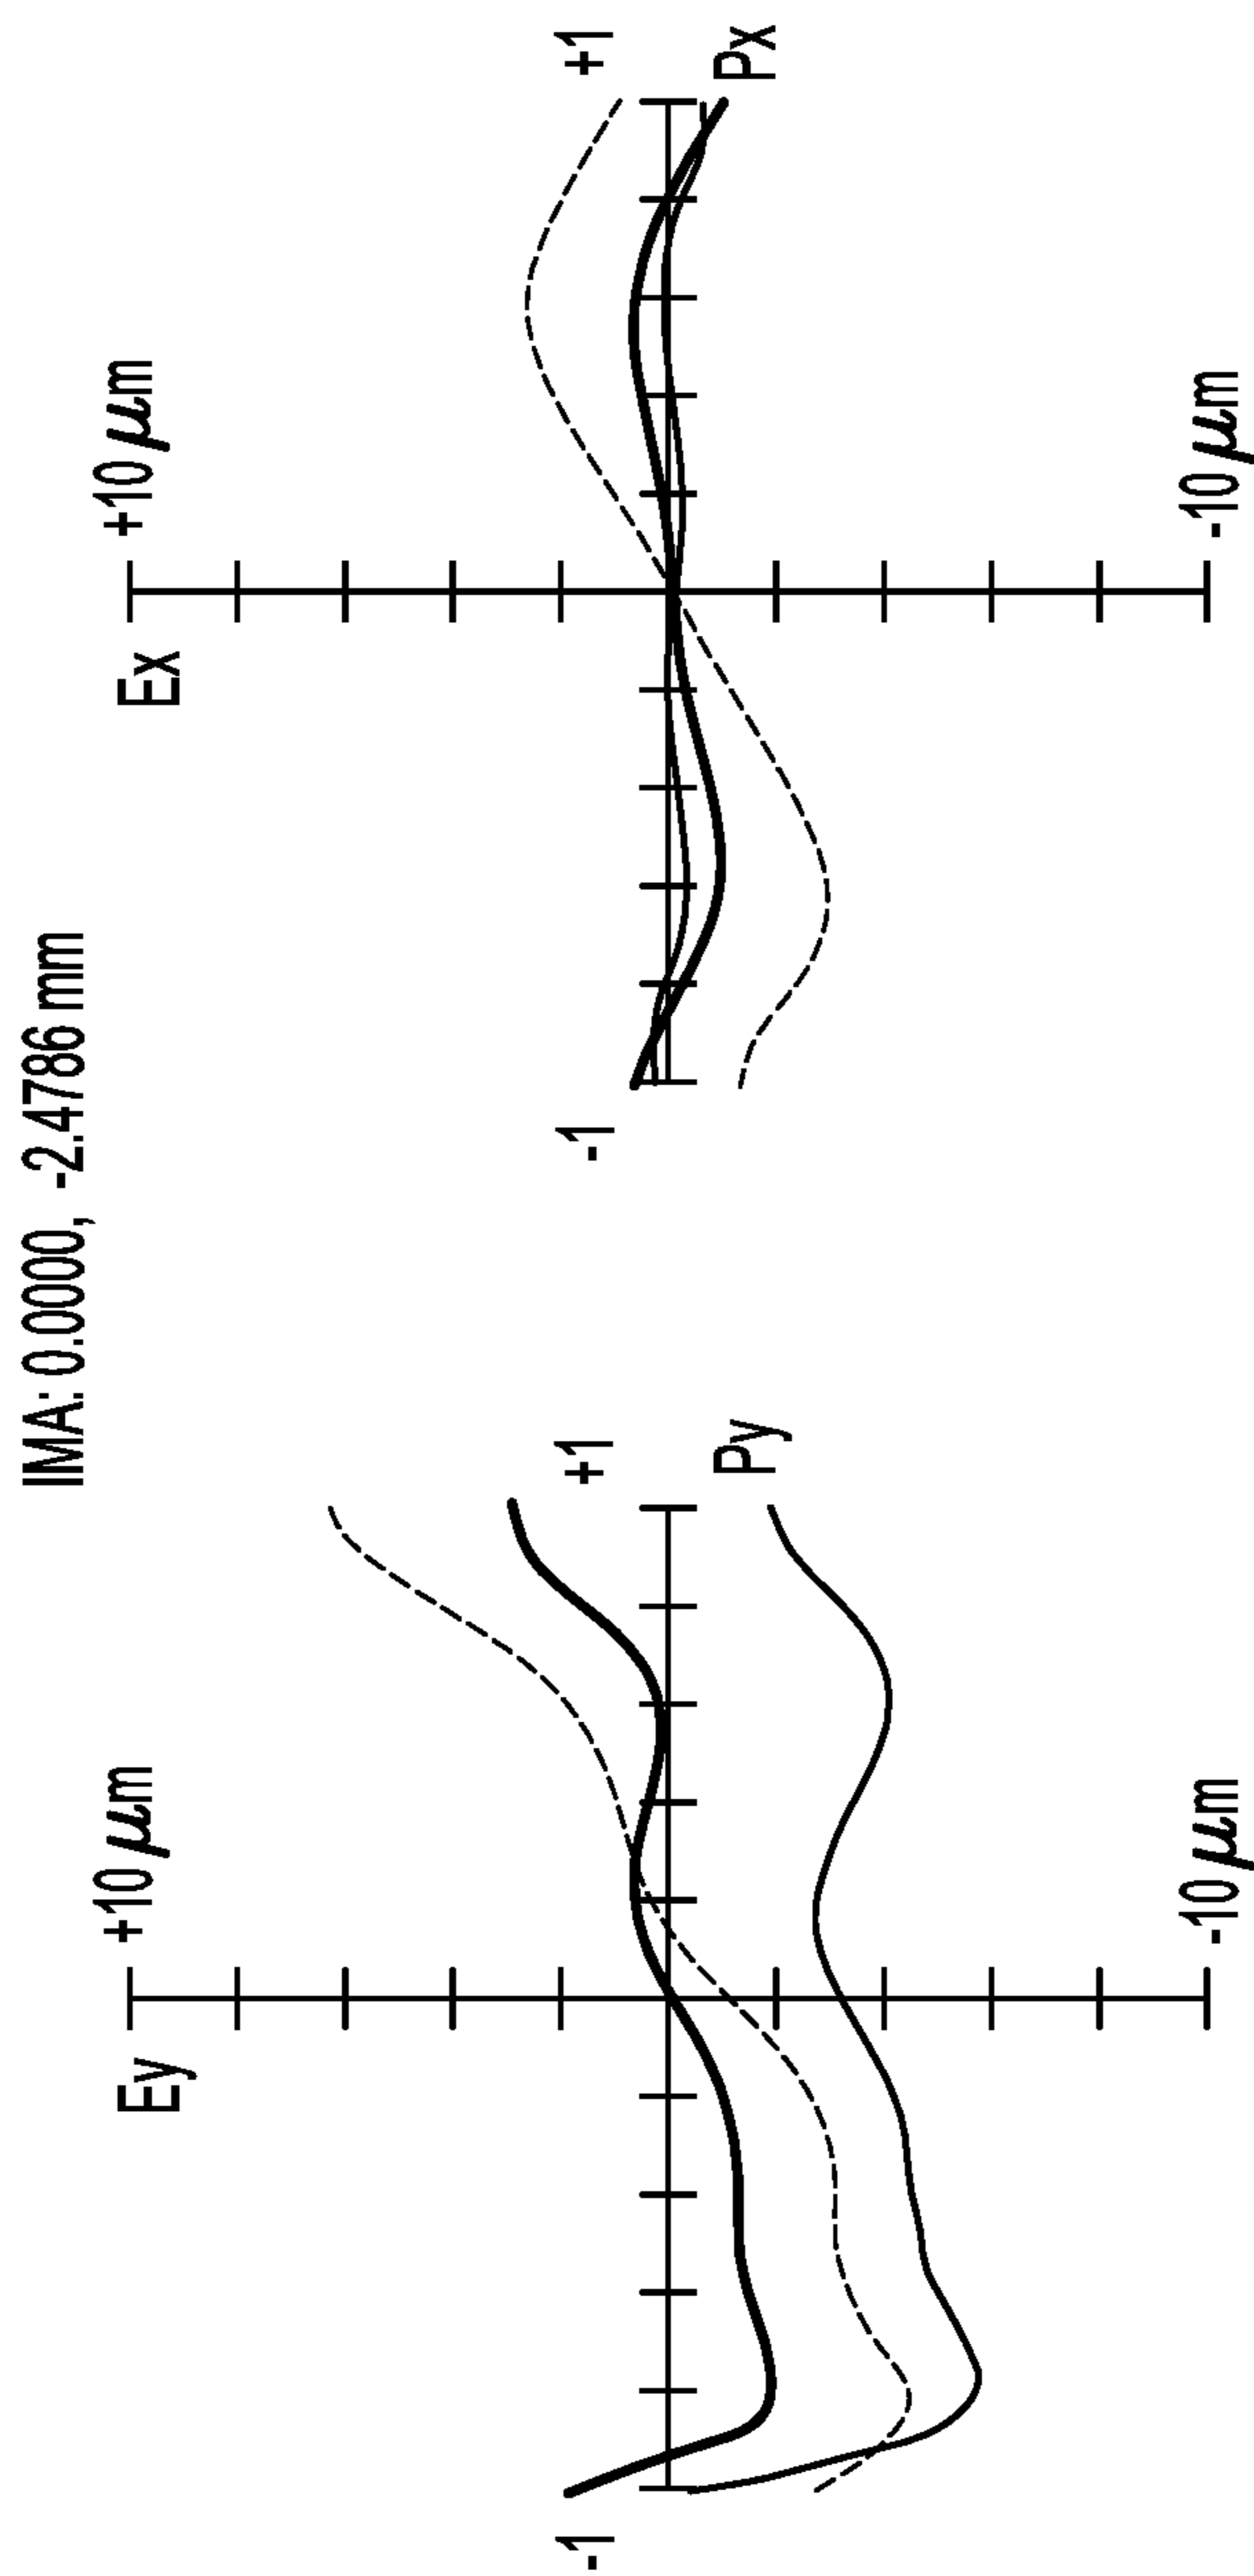 IMA: 0.0000, -2.4786 mm
+10 μm
Ey
-1
+1
Py
-10 μm
+10 μm
Ex
-1
+1
Px
-10 μm